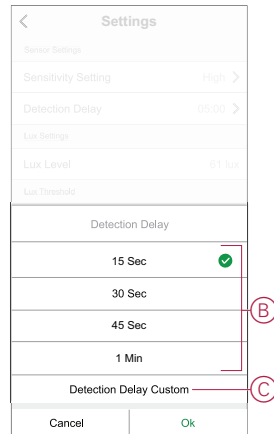 Settings
Sensor Settings
Sensitivity Setting High
Detection Delay 06:00
Lux Settings
Lux Level 61 lux
Lux Threshold
Detection Delay
15 Sec
30 Sec
45 Sec
1 Min
B
Detection Delay Custom
C
Cancel Ok